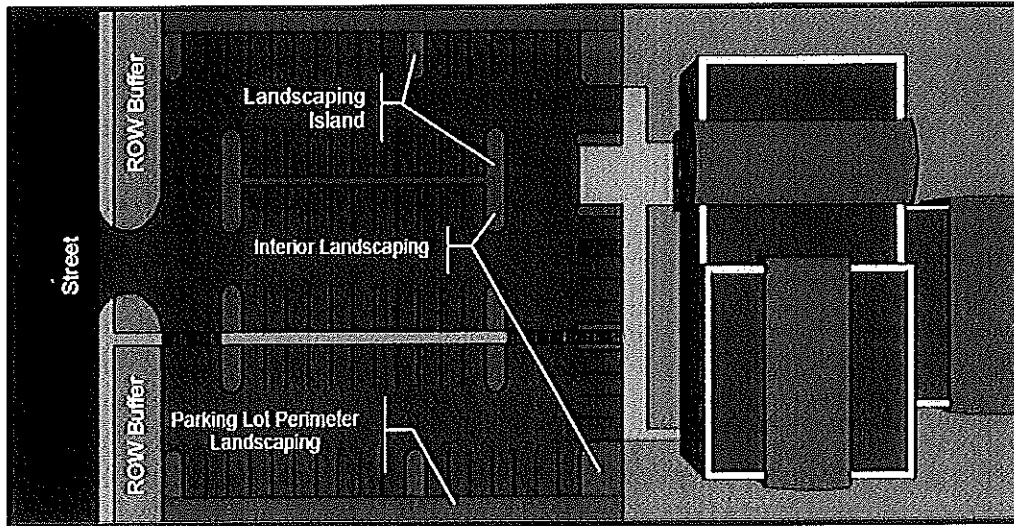 ROW Buffer
Landscaping
Island
Interior Landscaping
Street
Parking Lot Perimeter
Landscaping
ROW Buffer